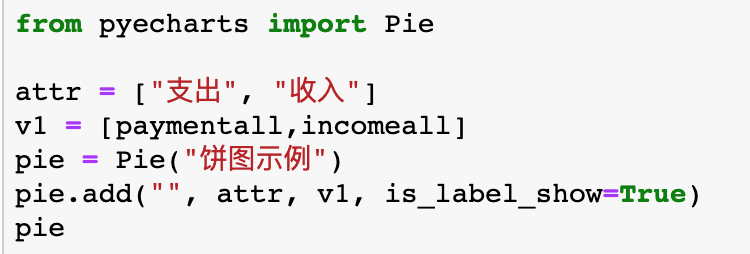 from pyecharts import Pie
attr = ["支出", "收入"]
v1 = [paymentall,incomeall]
pie = Pie("饼图示例")
pie.add("", attr, v1, is_label_show=True)
pie